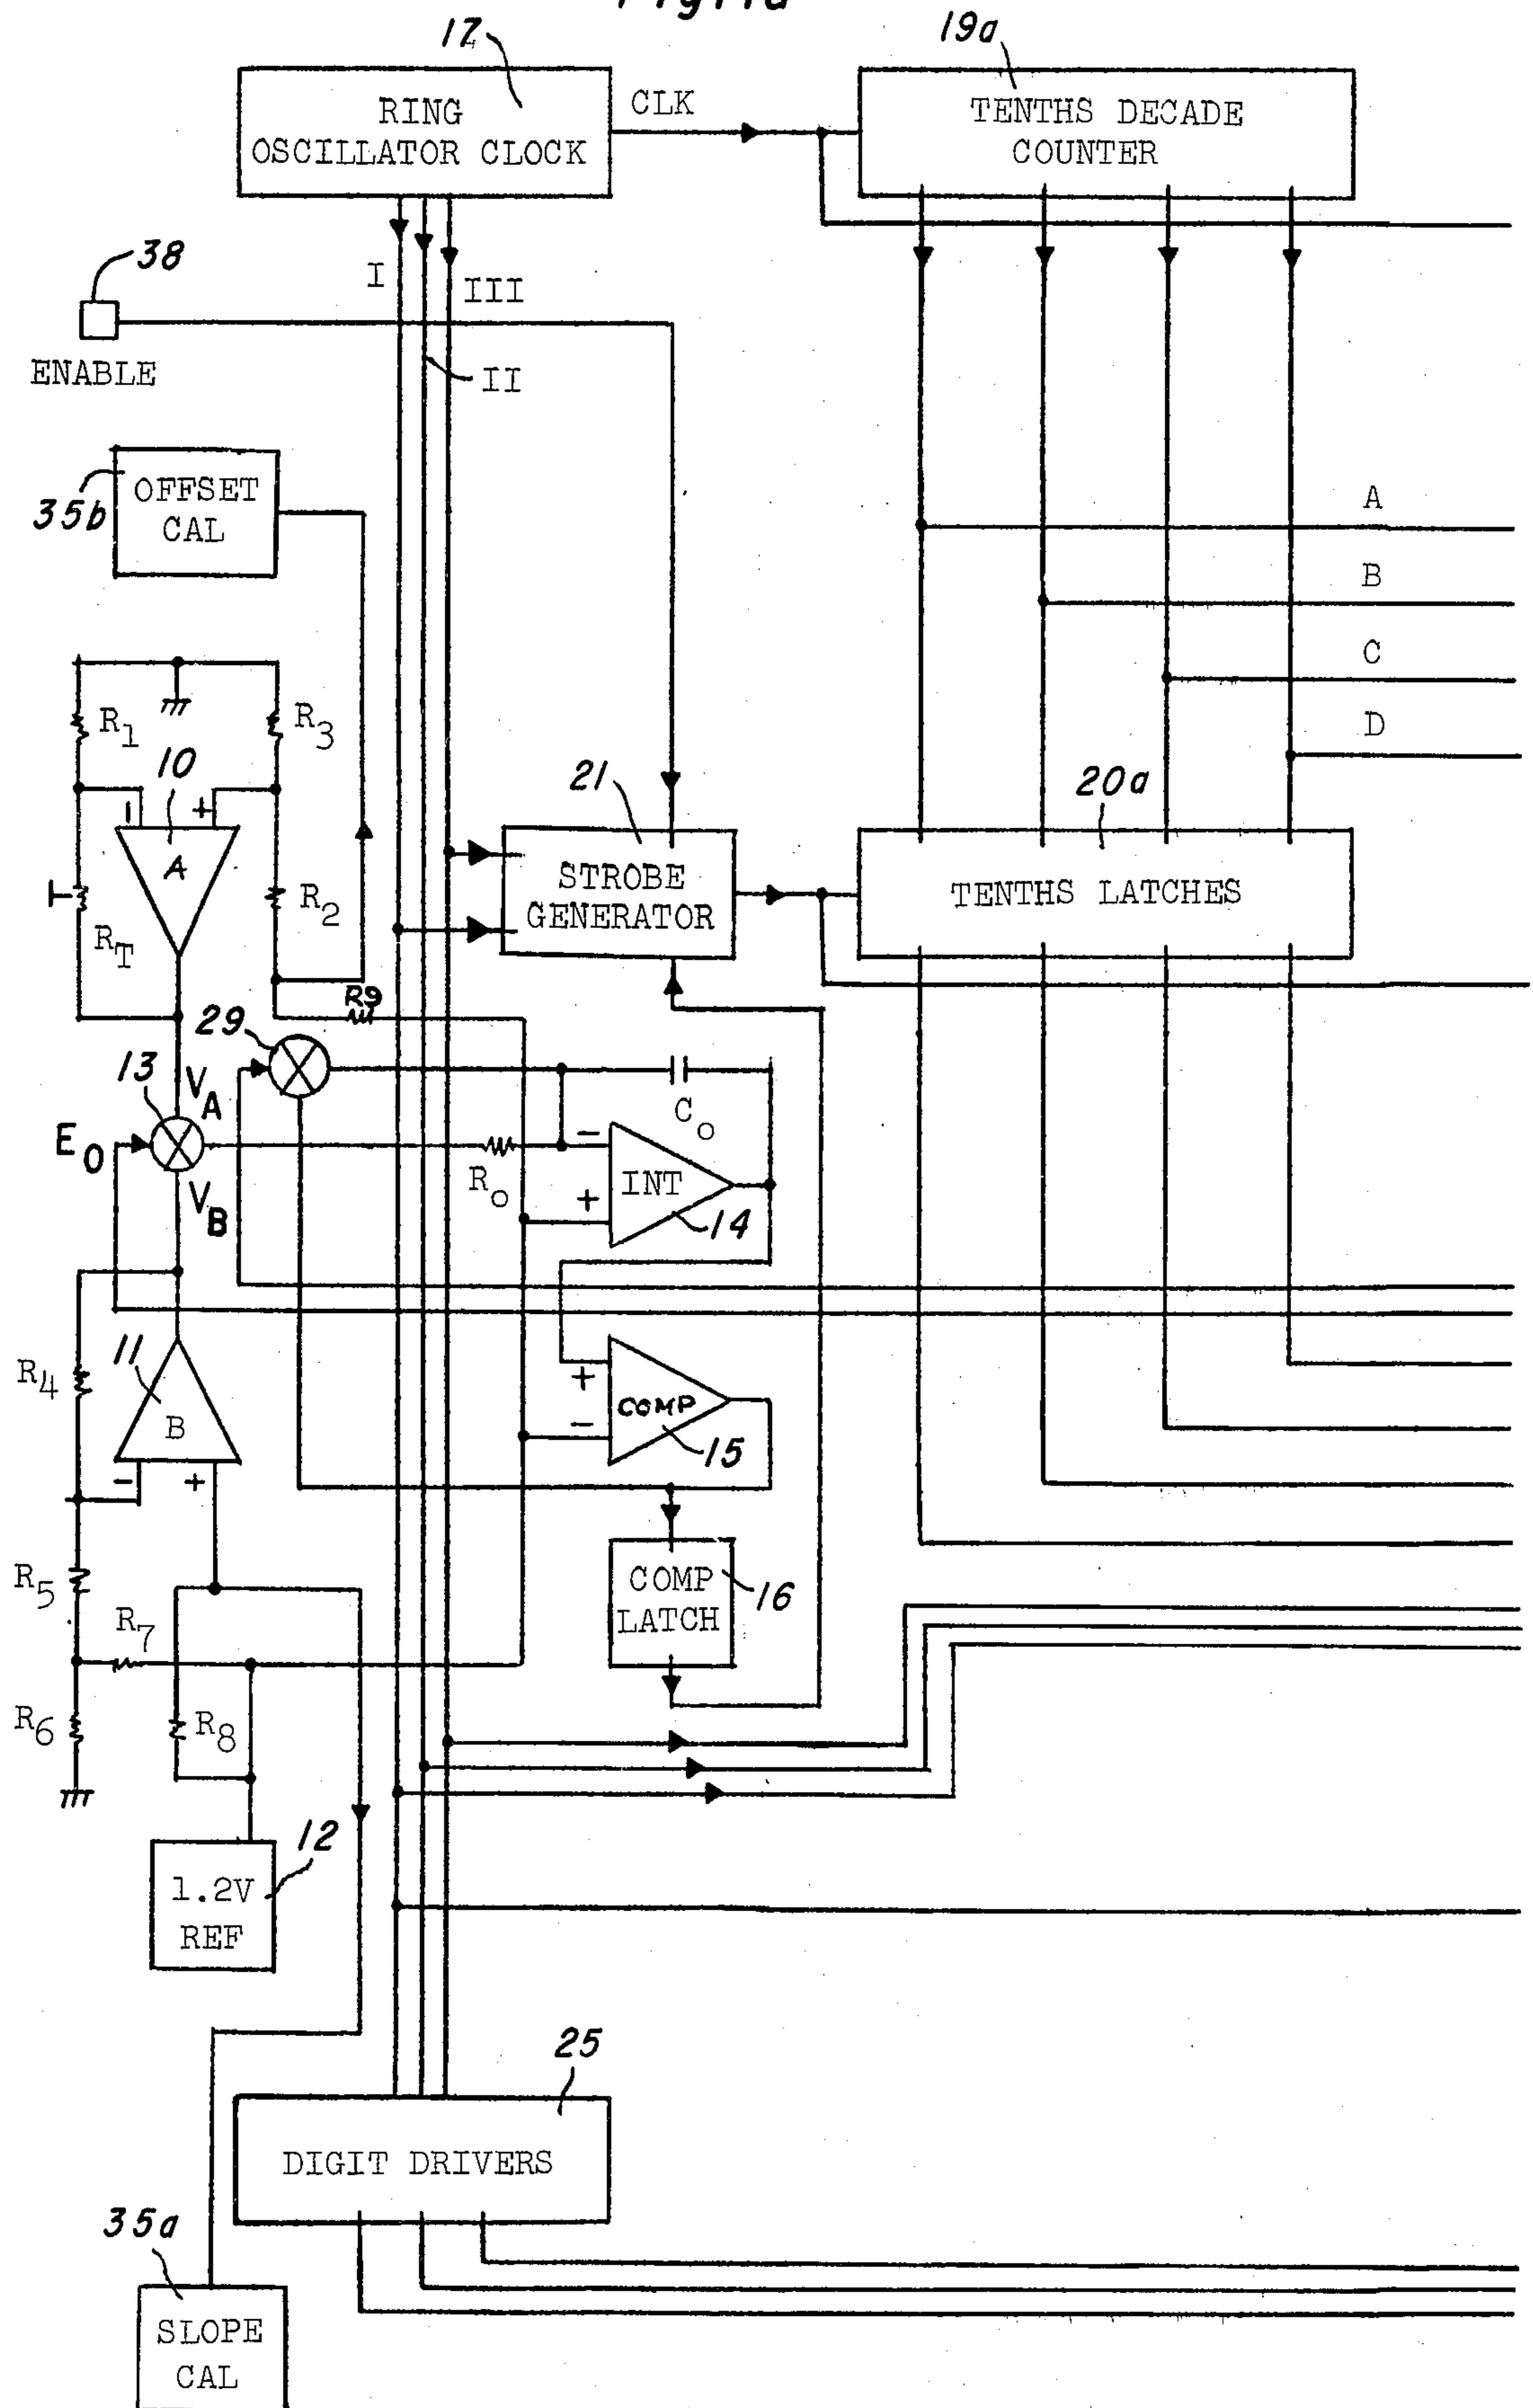 17
19a
RING
OSCILLATOR CLOCK
CLK
TENTHS DECADE
COUNTER
38
I
III
ENABLE
II
35b
OFFSET
CAL
A
B
C
D
R1
R3
10
- +
A
RT
R2
21
STROBE
GENERATOR
20a
TENTHS LATCHES
R9
29
13
VA
E0
VB
Ro
Co
-
INT
+
14
R4
11
B
- +
+
COMP
-
15
R5
R7
COMP
LATCH
16
R6
R8
12
1.2V
REF
25
DIGIT DRIVERS
35a
SLOPE
CAL